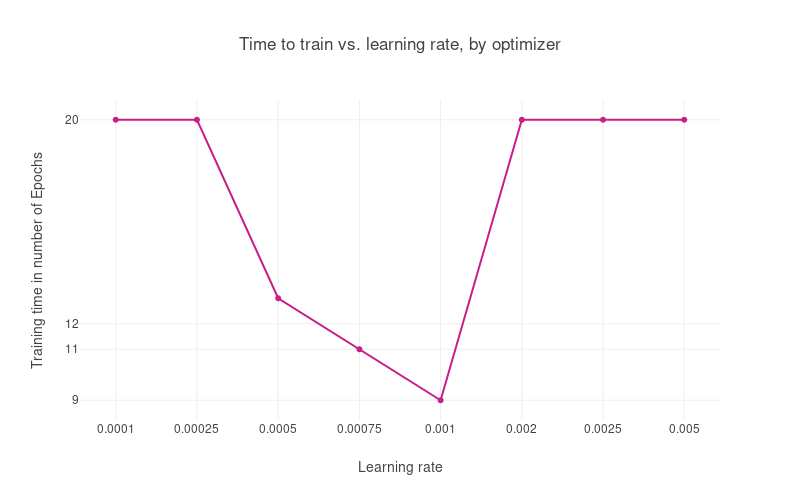 Time to train vs. learning rate, by optimizer
Training time in number of Epochs
20
12
11
9
0.0001 0.00025 0.0005 0.00075 0.001 0.002 0.0025 0.005
Learning rate